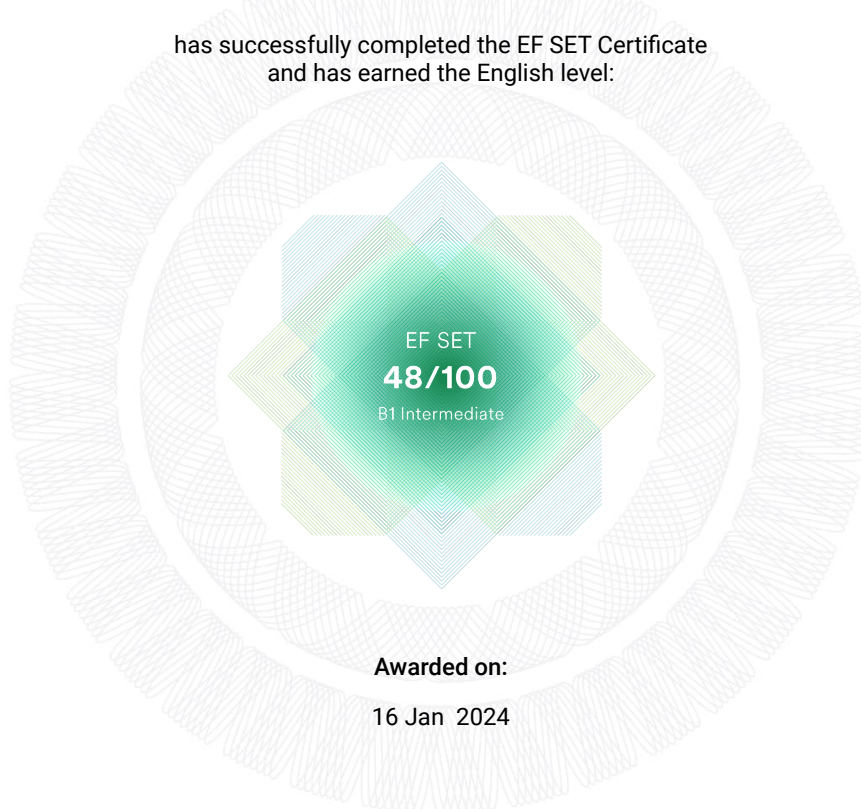 has successfully completed the EF SET Certificate
and has earned the English level:
EF SET
48/100
B1 Intermediate
Awarded on:
16 Jan 2024